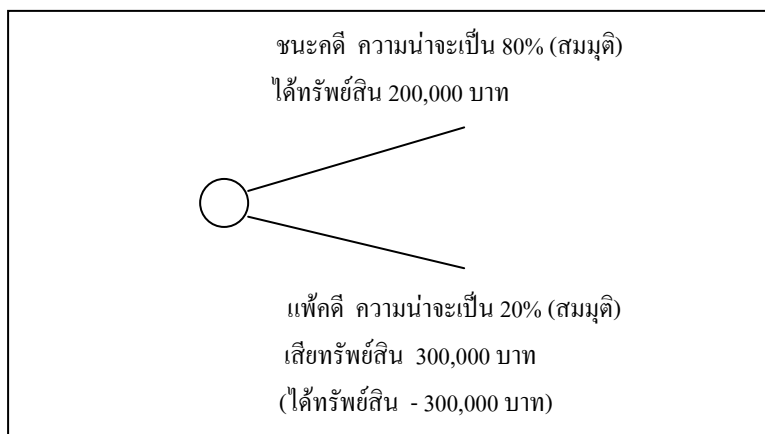 ชนะคดี ความน่าจะเป็น 80% (สมมุติ)
ได้ทรัพย์สิน 200,000 บาท
แพ้คดี ความน่าจะเป็น 20% (สมมุติ)
เสียทรัพย์สิน 300,000 บาท
(ได้ทรัพย์สิน - 300,000 บาท)